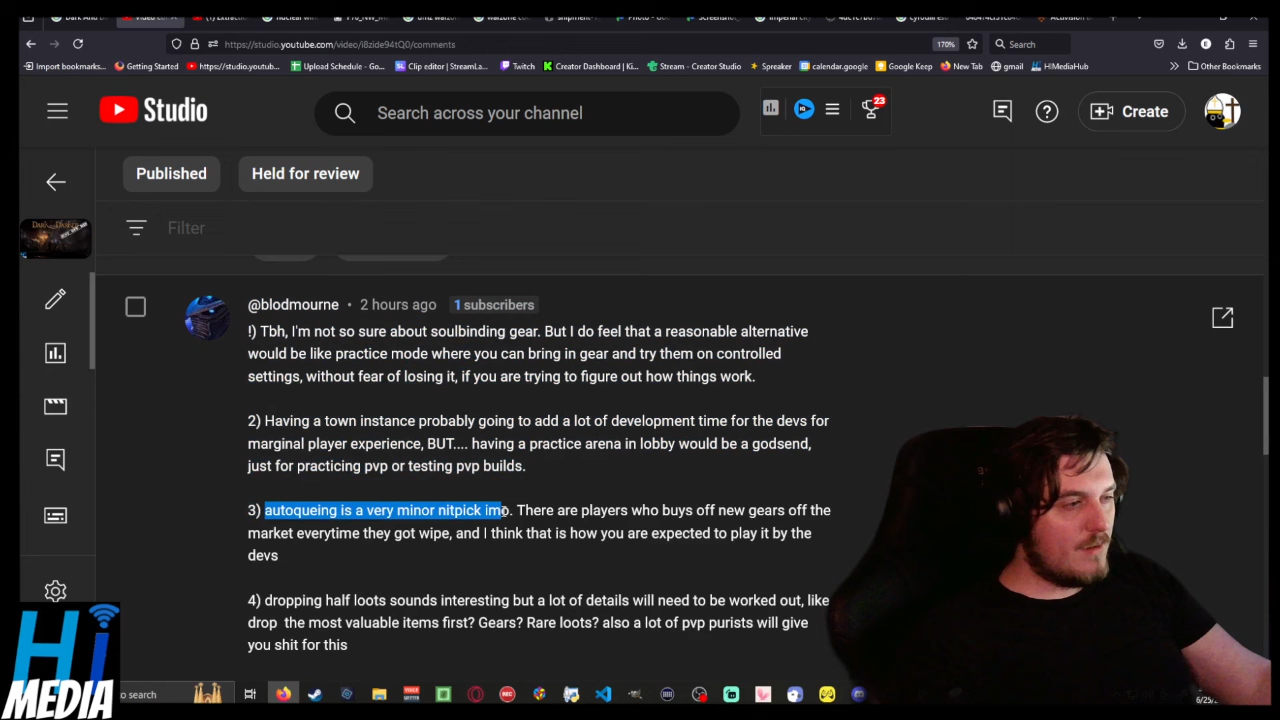 https://studio.youtube.com/video/i8zide94tQ0/comments
170%
Search
Import bookmarks...
Getting Started
https://studio.youtub...
Upload Schedule - Go...
Clip editor | StreamLa...
Twitch
Creator Dashboard | Ki...
Stream - Creator Studio
Spreaker
calendar.google
Google Keep
New Tab
gmail
HIMediaHub
Other Bookmarks
Studio
Search across your channel
23
Create
Published
Held for review
Filter
@blodmourne • 2 hours ago 1 subscribers
!) Tbh, I'm not so sure about soulbinding gear. But I do feel that a reasonable alternative
would be like practice mode where you can bring in gear and try them on controlled
settings, without fear of losing it, if you are trying to figure out how things work.
2) Having a town instance probably going to add a lot of development time for the devs for
marginal player experience, BUT.... having a practice arena in lobby would be a godsend,
just for practicing pvp or testing pvp builds.
3) autoqueing is a very minor nitpick imo. There are players who buys off new gears off the
market everytime they got wipe, and I think that is how you are expected to play it by the
devs
4) dropping half loots sounds interesting but a lot of details will need to be worked out, like
drop the most valuable items first? Gears? Rare loots? also a lot of pvp purists will give
you shit for this
Hi
MEDIA
o search